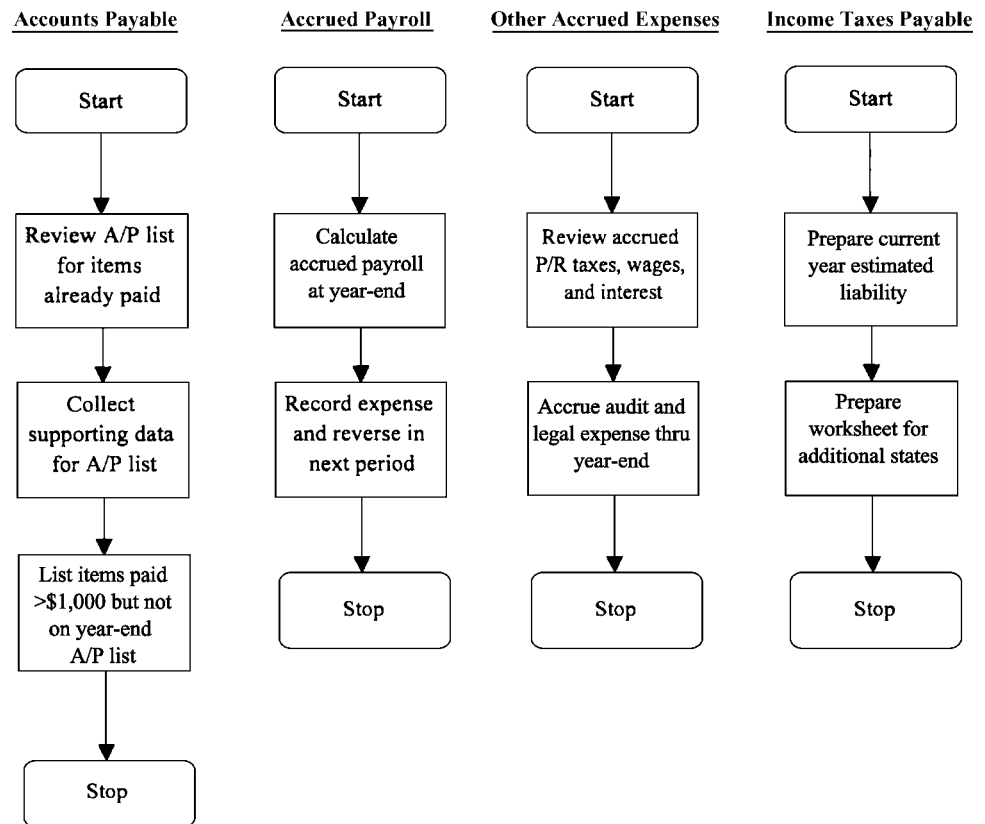 Accounts Payable
Start
Review A/P list
for items
already paid
Collect
supporting data
for A/P list
List items paid
>$1,000 but not
on year-end
A/P list
Stop
Accrued Payroll
Start
Calculate
accrued payroll
at year-end
Record expense
and reverse in
next period
Stop
Other Accrued Expenses
Start
Review accrued
P/R taxes, wages,
and interest
Accrue audit and
legal expense thru
year-end
Stop
Income Taxes Payable
Start
Prepare current
year estimated
liability
Prepare
worksheet for
additional states
Stop